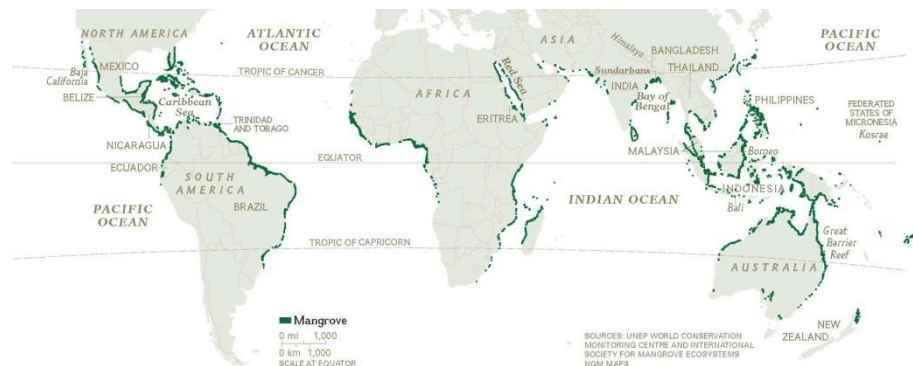 NORTH AMERICA
ATLANTIC
OCEAN
ASIA
PACIFIC
OCEAN
Himalaya
BANGLADESH
MEXICO
Baja
California
TROPIC OF CANCER
Red Sea
Sundarbans
THAILAND
INDIA
BELIZE
Caribbean
Sea
AFRICA
Bay of
Bengal
PHILIPPINES
FEDERATED
STATES OF
MICRONESIA
Kosrae
TRINIDAD
AND TOBAGO
ERITREA
NICARAGUA
MALAYSIA
Borneo
EQUATOR
ECUADOR
SOUTH
AMERICA
INDONESIA
BRAZIL
INDIAN OCEAN
Bali
PACIFIC
OCEAN
Great
Barrier
Reef
TROPIC OF CAPRICORN
AUSTRALIA
Mangrove
0 mi 1,000
0 km 1,000
SCALE AT EQUATOR
NEW
ZEALAND
SOURCES: UNEP WORLD CONSERVATION
MONITORING CENTRE AND INTERNATIONAL
SOCIETY FOR MANGROVE ECOSYSTEMS
NGM MAPS